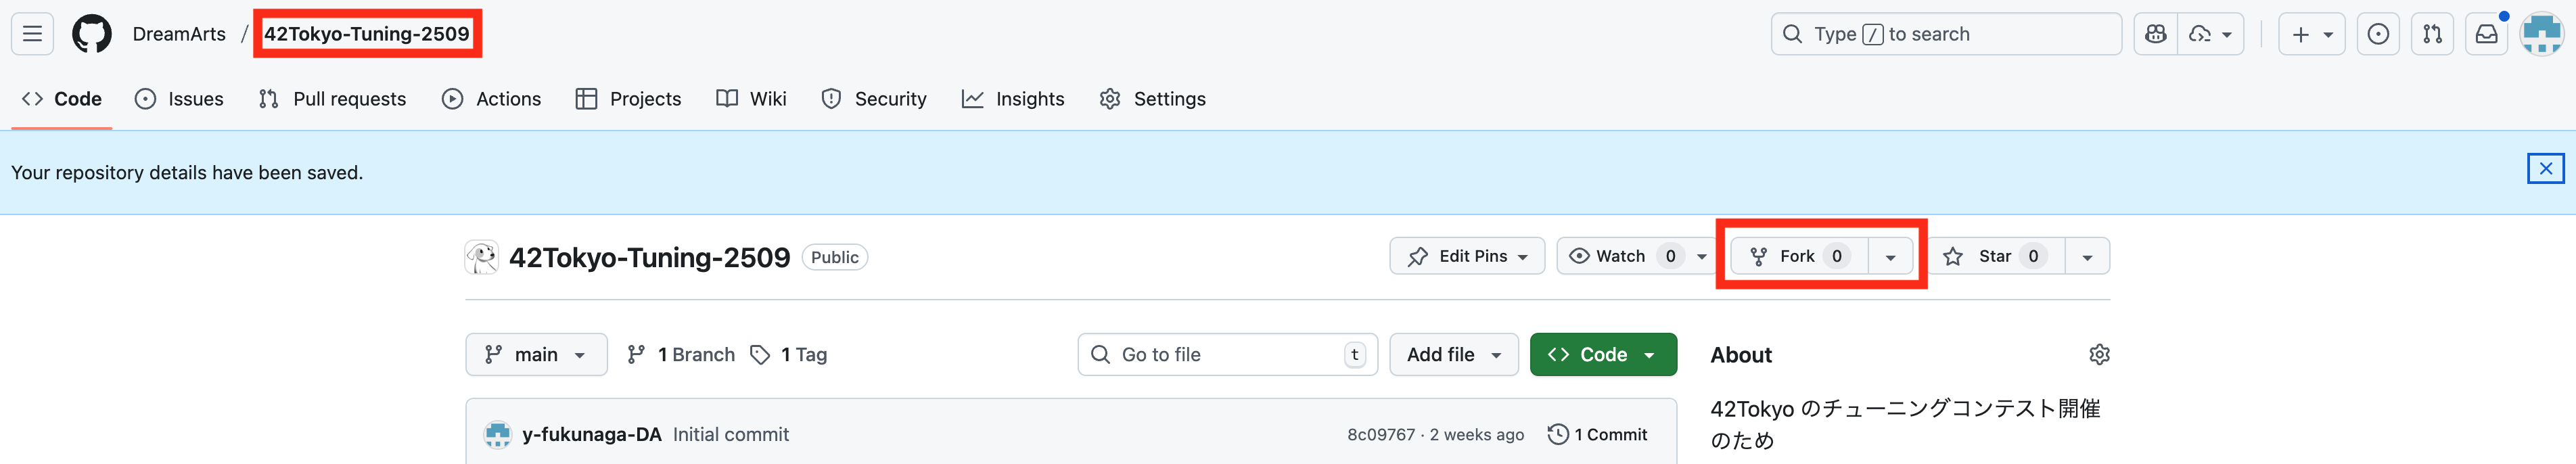 DreamArts / 42Tokyo-Tuning-2509
Type / to search
Code Issues Pull requests Actions Projects Wiki Security Insights Settings
Your repository details have been saved.
42Tokyo-Tuning-2509 Public
Edit Pins Watch 0 Fork 0 Star 0
main 1 Branch 1 Tag Go to file t Add file Code
About
y-fukunaga-DA Initial commit 8c09767 · 2 weeks ago 1 Commit
42Tokyo のチューニングコンテスト開催
のため